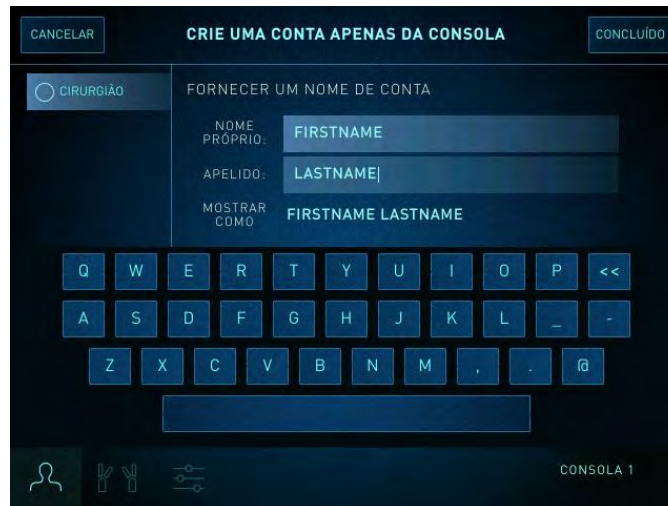 CANCELAR
CRIE UMA CONTA APENAS DA CONSOLA
CONCLUÍDO
CIRURGIÃO
FORNECER UM NOME DE CONTA
NOME PRÓPRIO:
FIRSTNAME
APELIDO:
LASTNAME
MOSTRAR COMO
FIRSTNAME LASTNAME
Q W E R T Y U I O P <<
A S D F G H J K L _ -
Z X C V B N M , . @
CONSOLA 1